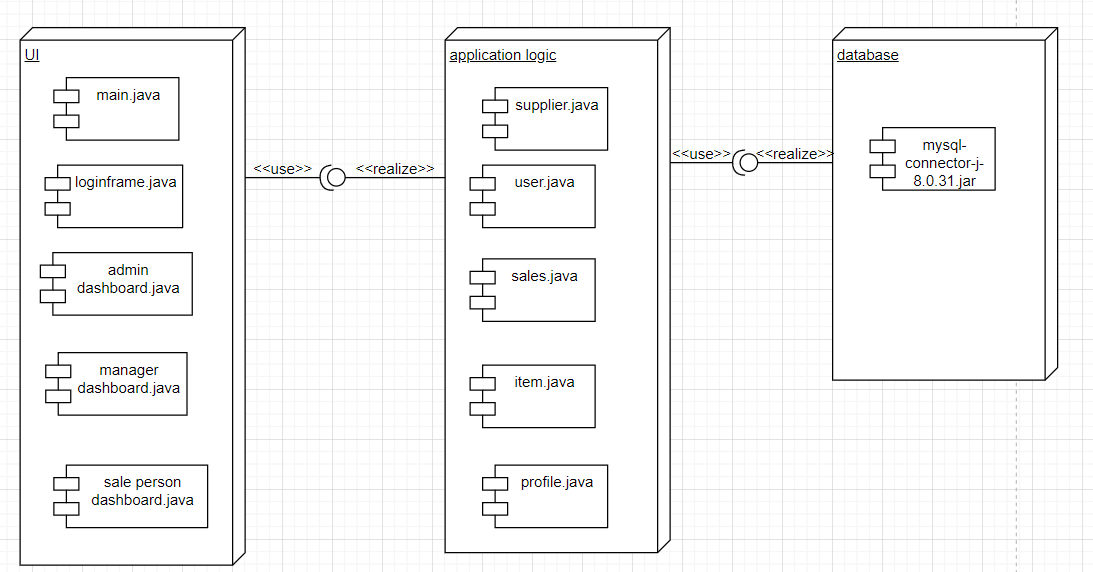 UI
main.java
loginframe.java
admin
dashboard.java
manager
dashboard.java
sale person
dashboard.java
<<use>>
<<realize>>
application logic
supplier.java
user.java
sales.java
item.java
profile.java
<<use>>
<<realize>>
database
mysql-
connector-j-
8.0.31.jar